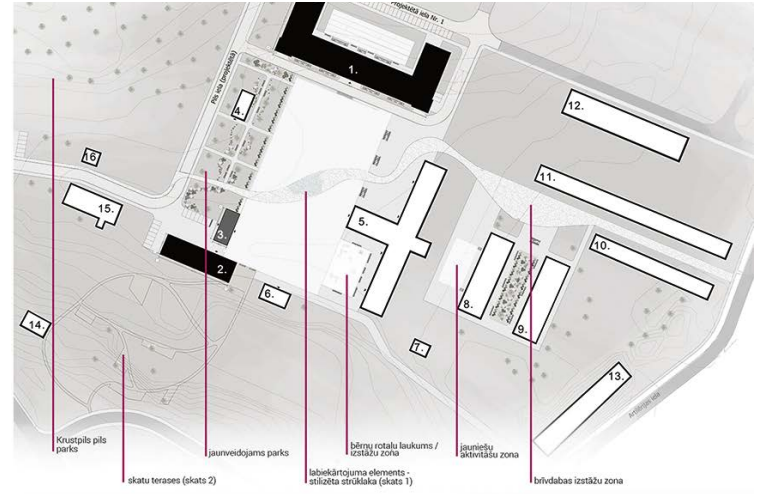 Projektētā iela Nr. 1
Pils iela (projektētā)
1.
12.
4.
11.
16
15.
5.
3.
10.
2.
6.
8.
9.
14.
7.
13.
Artilērijas iela
Krustpils pils
parks
skatu terases (skats 2)
jaunveidojams parks
labiekārtojuma elements -
stilizēta strūklaka (skats 1)
bērnu rotaļu laukums /
izstāžu zona
jauniešu
aktivitāšu zona
brīvdabas izstāžu zona